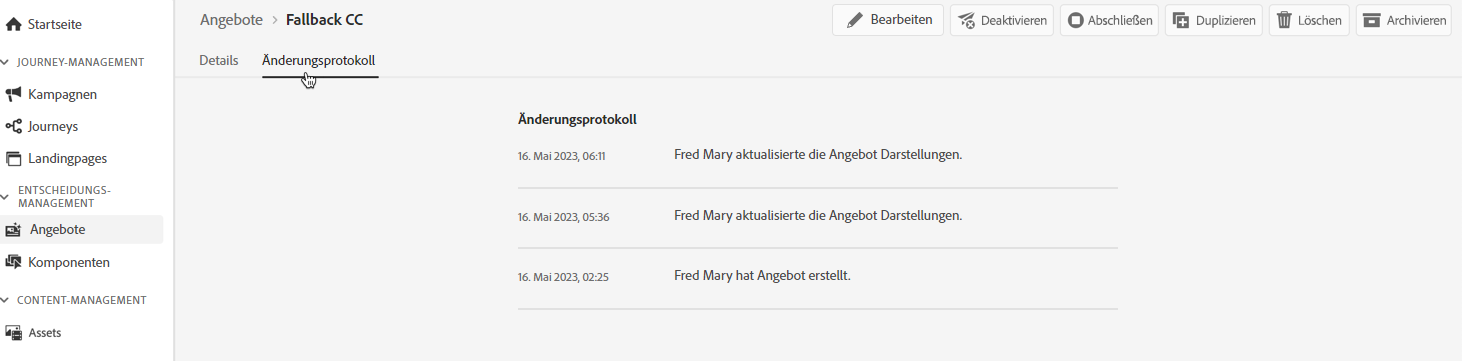 Startseite
JOURNEY-MANAGEMENT
Kampagnen
Journeys
Landingpages
ENTSCHEIDUNGS-
MANAGEMENT
Angebote
Komponenten
CONTENT-MANAGEMENT
Assets
Angebote > Fallback CC
Bearbeiten
Deaktivieren
Abschließen
Duplizieren
Löschen
Archivieren
Details
Änderungsprotokoll
Änderungsprotokoll
16. Mai 2023, 06:11 Fred Mary aktualisierte die Angebot Darstellungen.
16. Mai 2023, 05:36 Fred Mary aktualisierte die Angebot Darstellungen.
16. Mai 2023, 02:25 Fred Mary hat Angebot erstellt.